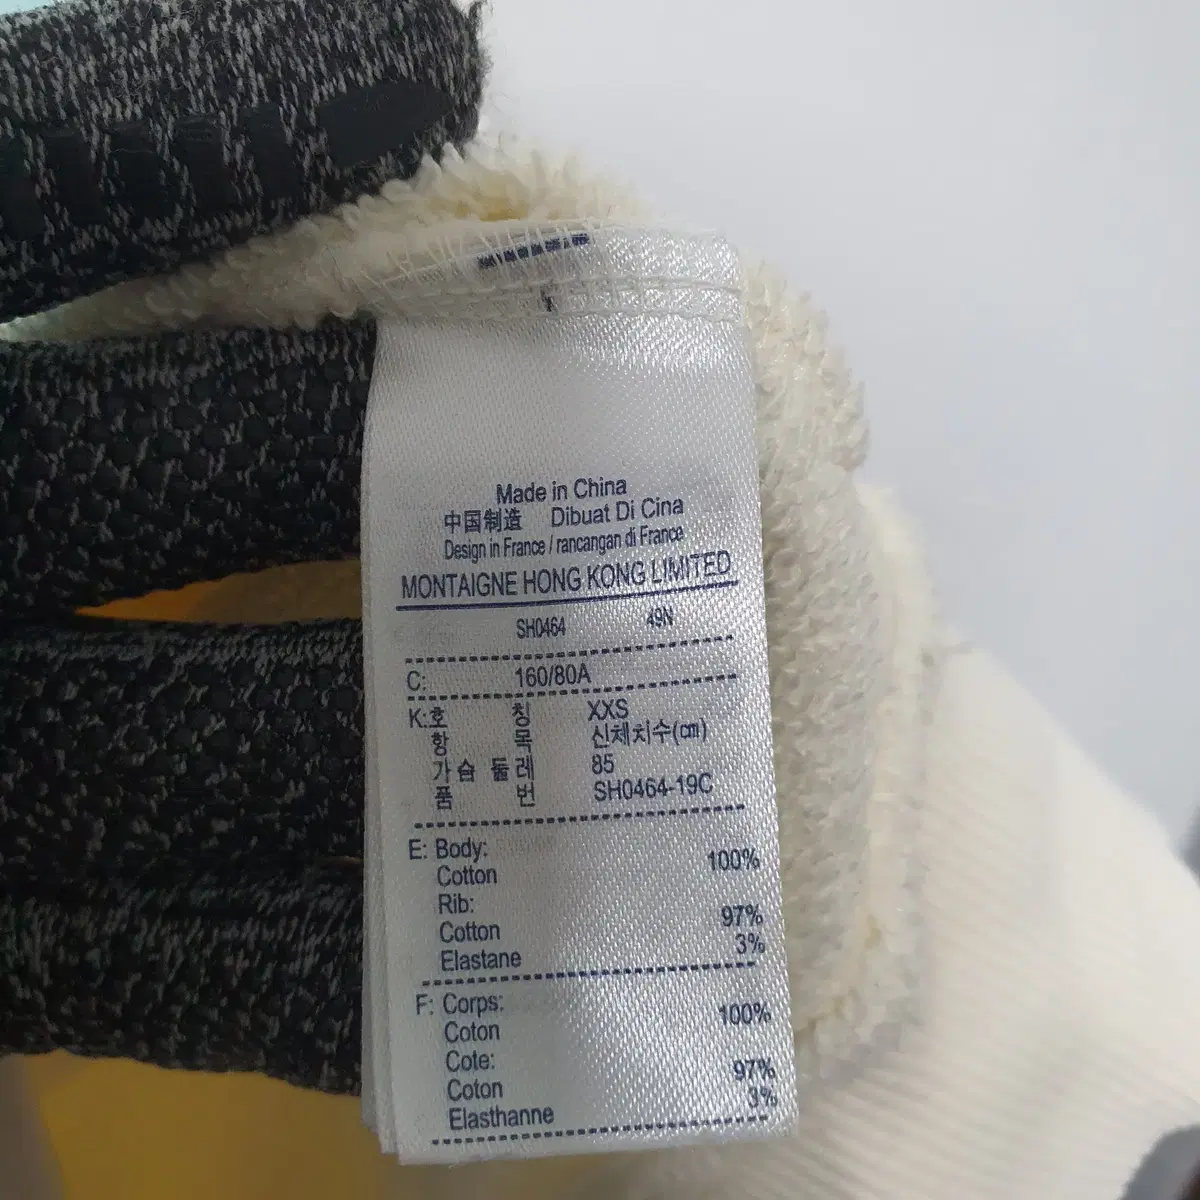 Made in China
中国制造 Dibuat Di Cina
Design in France / rancangan di France
MONTAIGNE HONG KONG LIMITED
SH0464 49N
C: 160/80A
K:호 칭 XXS
항 목 신체치수(㎝)
가슴 둘레 85
품 번 SH0464-19C
E: Body:
Cotton 100%
Rib:
Cotton 97%
Elastane 3%
F: Corps:
Coton 100%
Cote:
Coton 97%
Elasthanne 3%